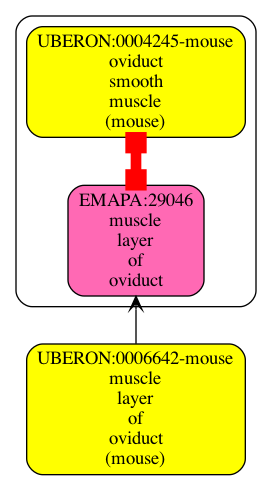 UBERON:0004245-mouse
oviduct
smooth
muscle
(mouse)
EMAPA:29046
muscle
layer
of
oviduct
UBERON:0006642-mouse
muscle
layer
of
oviduct
(mouse)